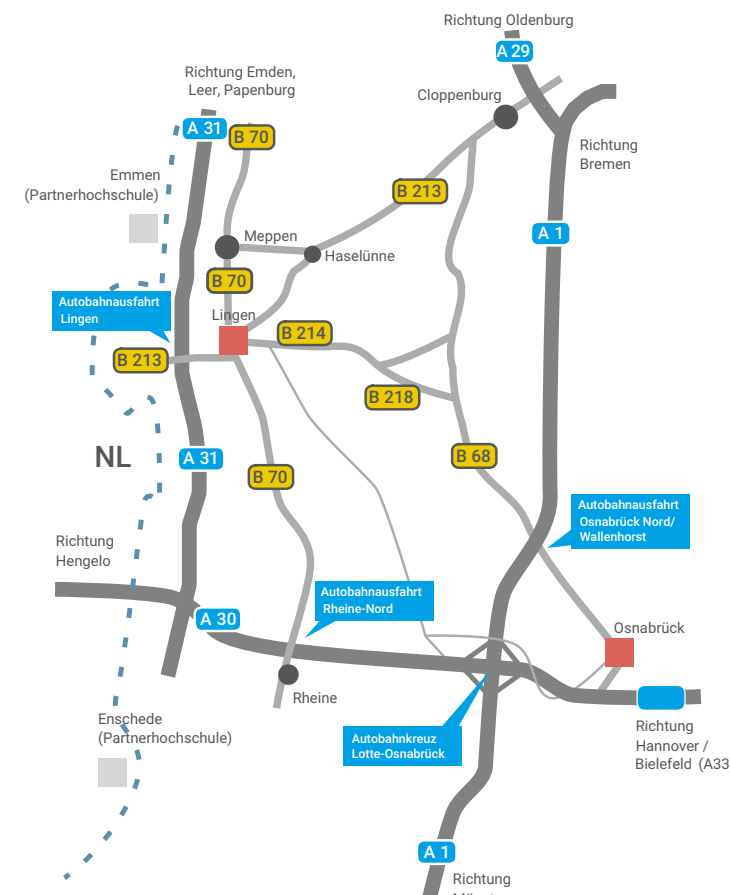 Richtung Oldenburg
A 29
Richtung Emden,
Leer, Papenburg
Cloppenburg
A 31
B 70
Richtung
Bremen
Emmen
(Partnerhochschule)
B 213
A 1
Meppen
Haselünne
B 70
Autobahnausfahrt
Lingen
Lingen
B 214
B 213
B 218
NL
A 31
B 68
B 70
Autobahnausfahrt
Osnabrück Nord/
Wallenhorst
Richtung
Hengelo
Autobahnausfahrt
Rheine-Nord
A 30
Osnabrück
Rheine
Enschede
(Partnerhochschule)
Autobahnkreuz
Lotte-Osnabrück
Richtung
Hannover /
Bielefeld (A33
A 1
Richtung